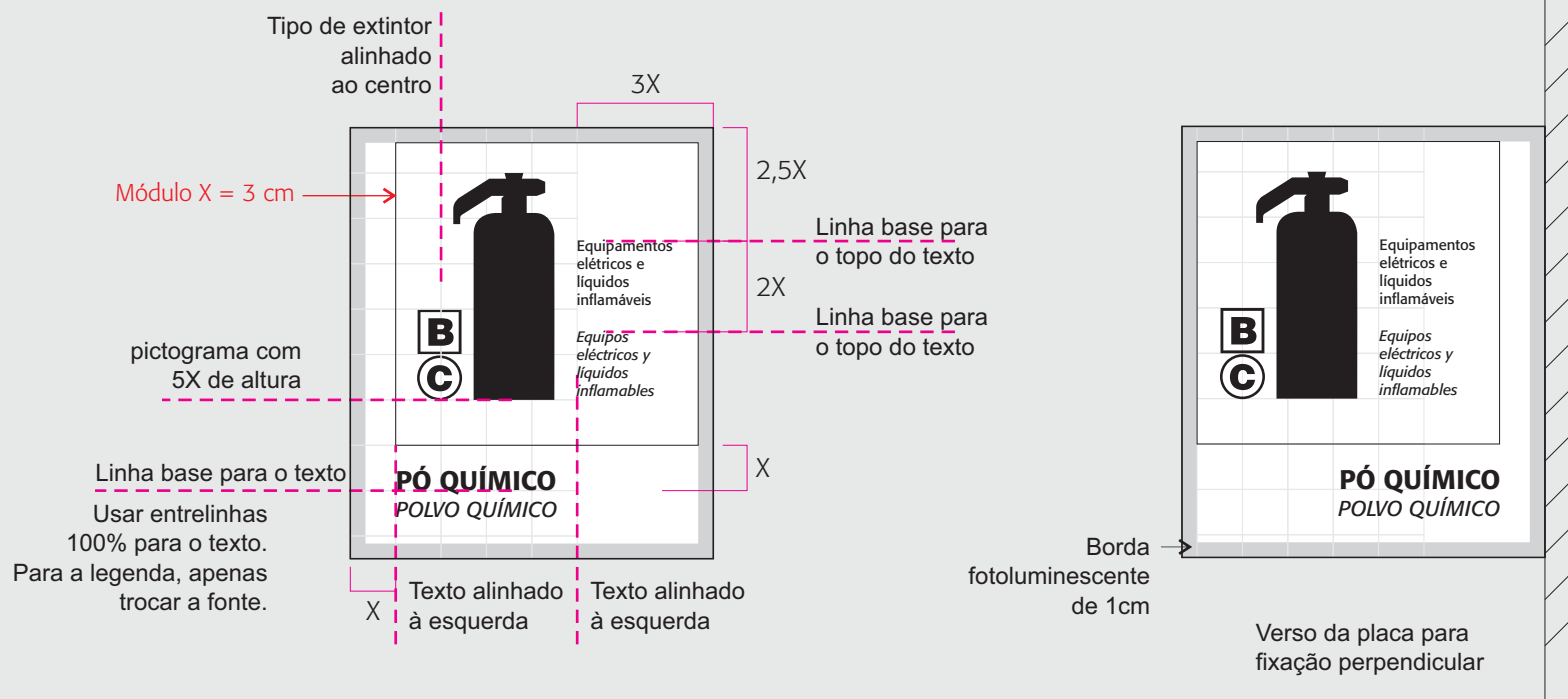 Tipo de extintor
alinhado
ao centro
3X
Módulo X = 3 cm
2,5X
Linha base para
o topo do texto
2X
Linha base para
o topo do texto
Equipamentos
elétricos e
líquidos
inflamáveis
Equipos
eléctricos y
líquidos
inflamables
B
C
pictograma com
5X de altura
Linha base para o texto
X
PÓ QUÍMICO
POLVO QUÍMICO
Usar entrelinhas
100% para o texto.
Para a legenda, apenas
trocar a fonte.
X
Texto alinhado
à esquerda
Texto alinhado
à esquerda
Equipamentos
elétricos e
líquidos
inflamáveis
Equipos
eléctricos y
líquidos
inflamables
B
C
PÓ QUÍMICO
POLVO QUÍMICO
Borda
fotoluminescente
de 1cm
Verso da placa para
fixação perpendicular